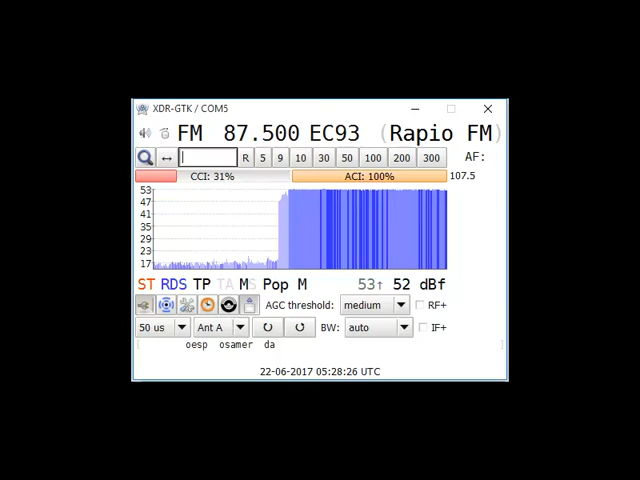 XDR-GTK / COM5
FM 87.500 EC93 (Rapio FM)
R 5 9 10 30 50 100 200 300 AF:
CCI: 31% ACI: 100% 107.5
53
47
41
35
29
23
17
ST RDS TP TA MS Pop M 53↑ 52 dBf
AGC threshold: medium RF+
50 us Ant A BW: auto IF+
[ oesp osamer da ]
22-06-2017 05:28:26 UTC